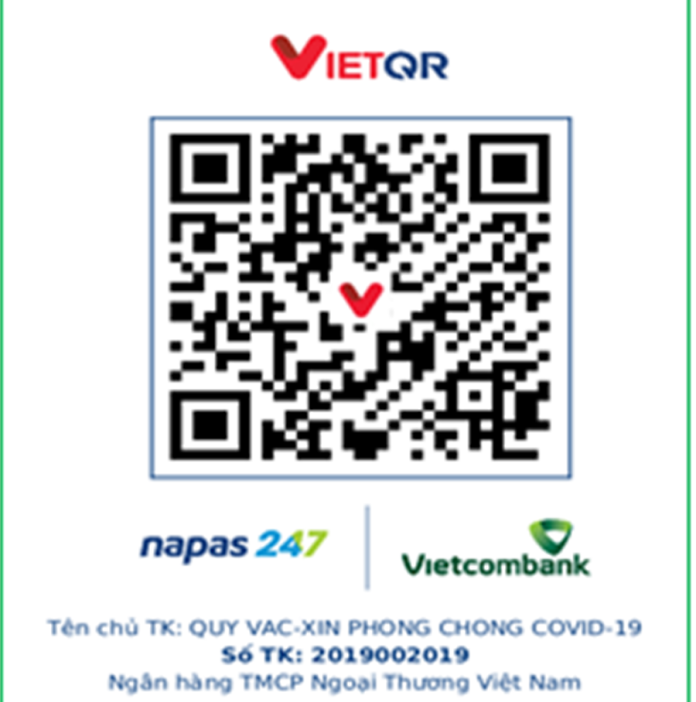 VIETQR
napas 247
Vietcombank
Tên chủ TK: QUY VAC-XIN PHONG CHONG COVID-19
Số TK: 2019002019
Ngân hàng TMCP Ngoại Thương Việt Nam